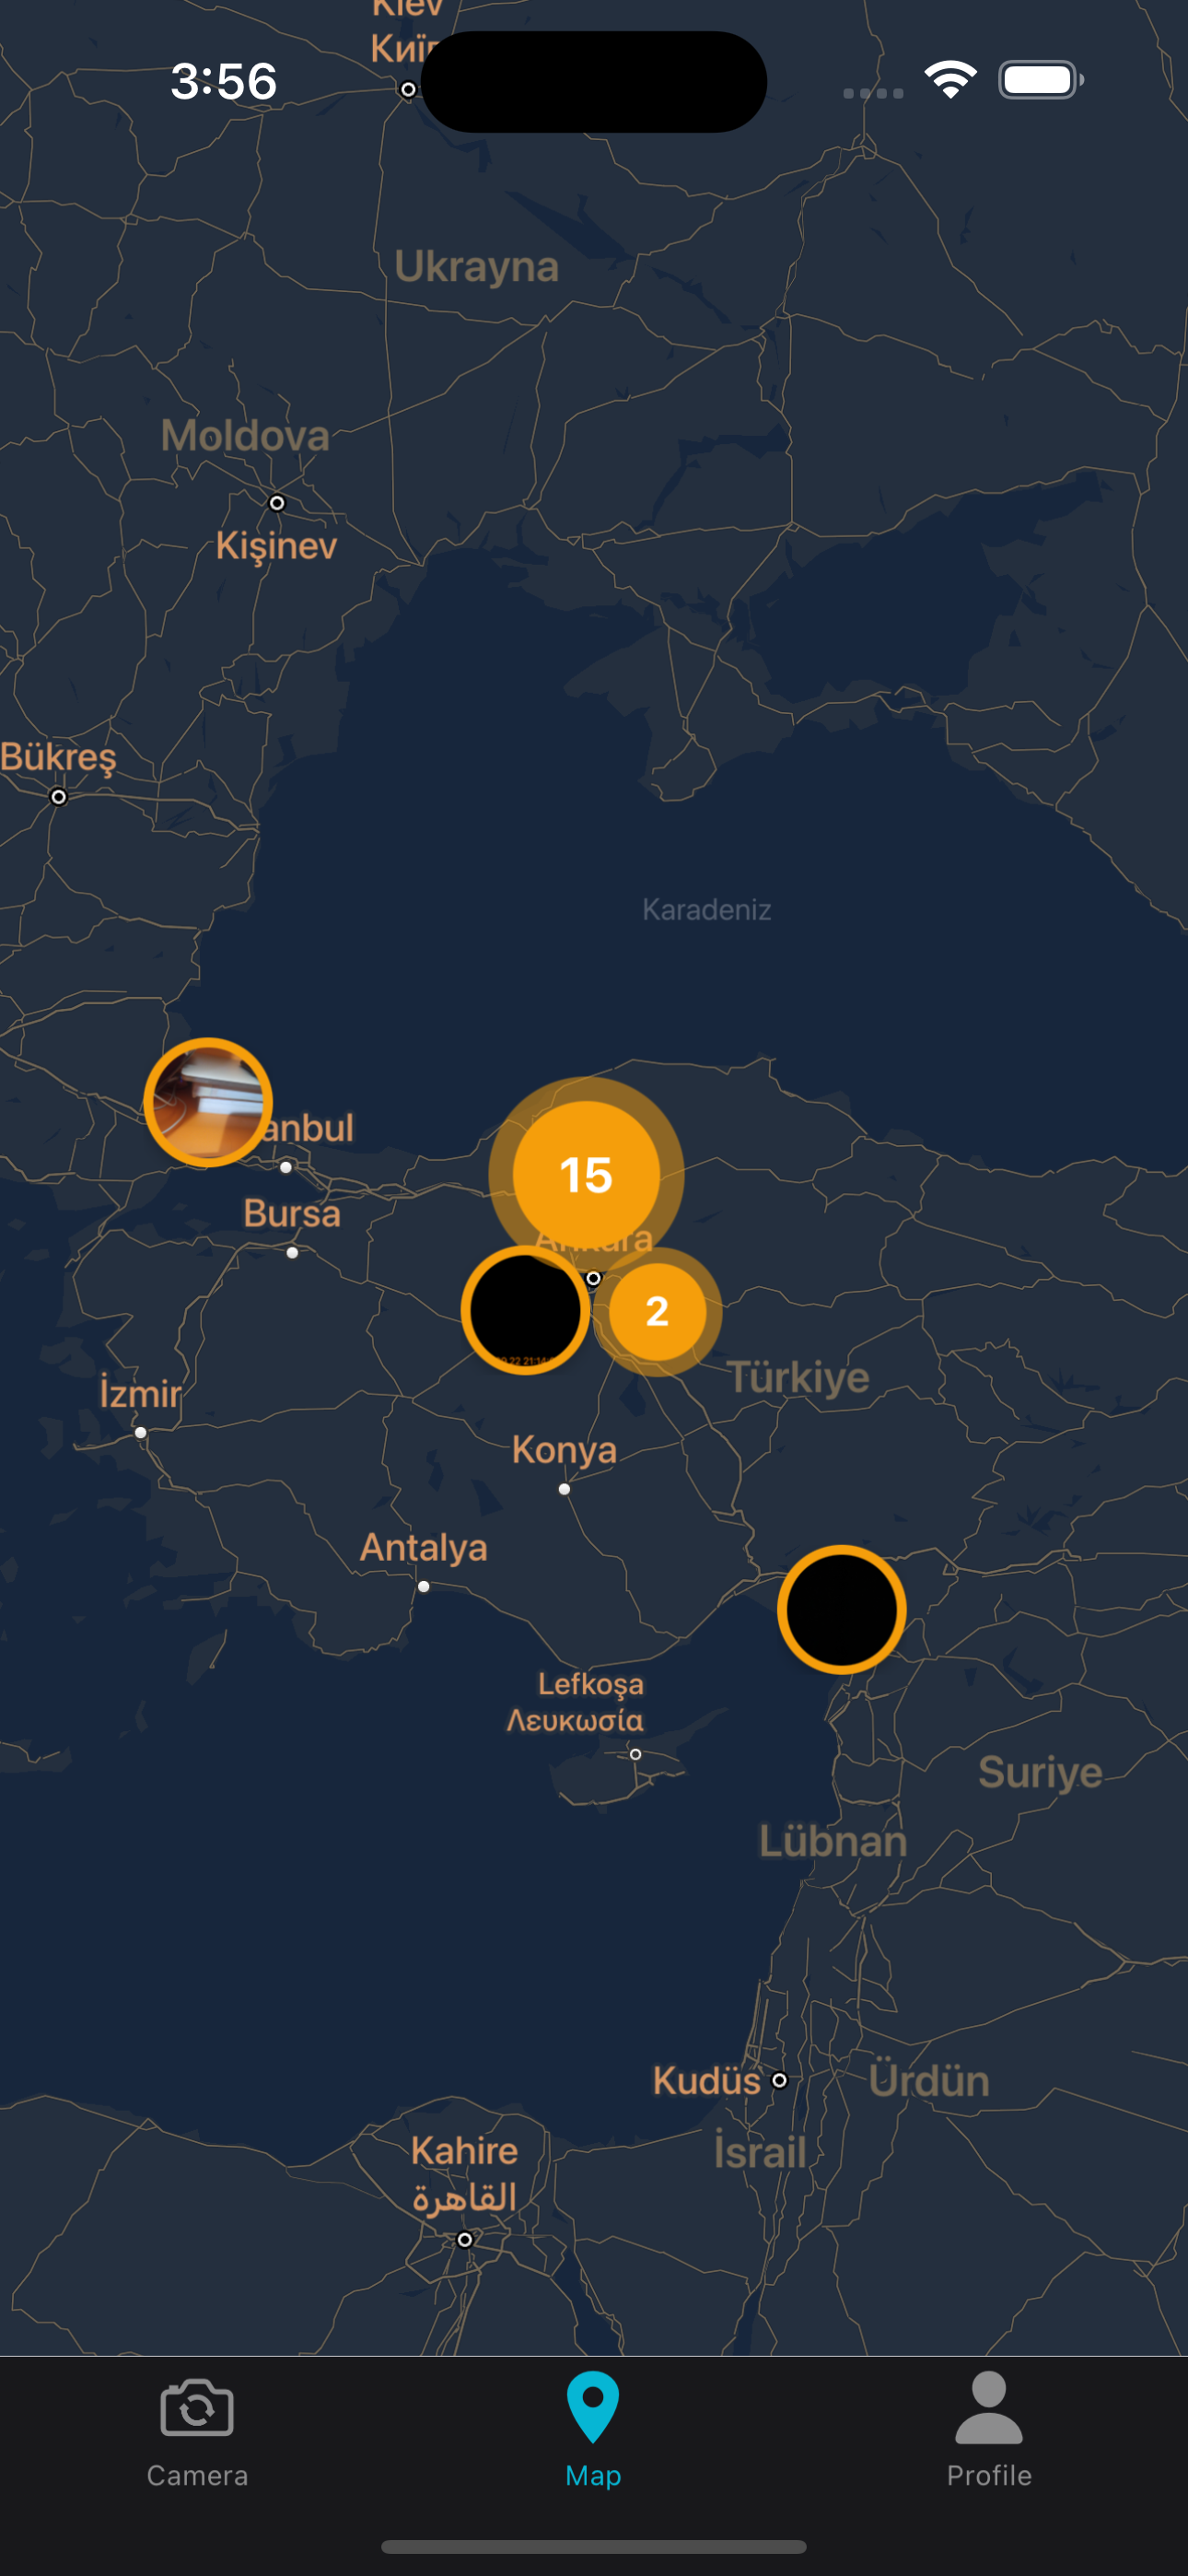 Kiev
3:56
Ukrayna
Moldova
Kişinev
Bükreş
Karadeniz
anbul
15
Bursa
Ankara
2
Türkiye
İzmir
Konya
Antalya
Lefkoşa
Λευκωσία
Suriye
Lübnan
Kudüs
Ürdün
İsrail
Kahire
القاهرة
Camera
Map
Profile